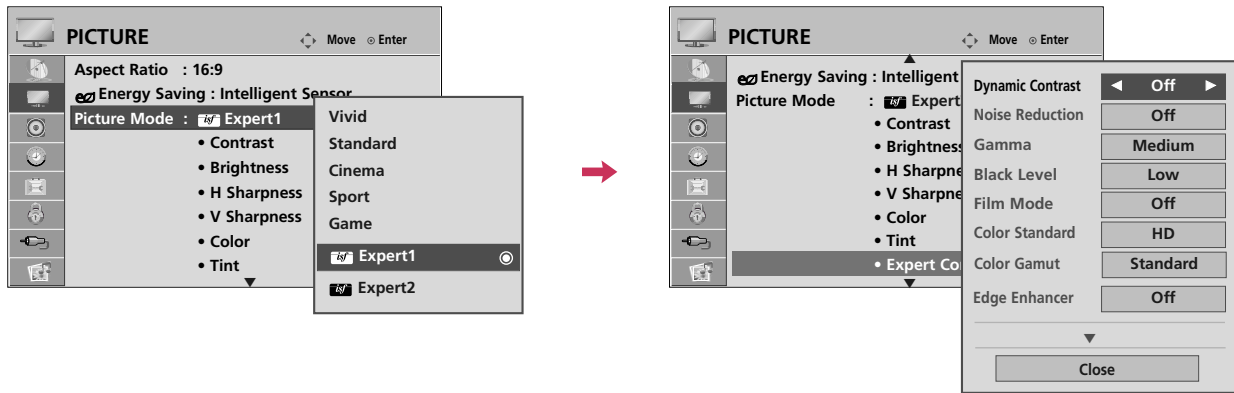 PICTURE
Move Enter
Aspect Ratio : 16:9
Energy Saving : Intelligent Sensor
Picture Mode : isf Expert1
• Contrast
• Brightness
• H Sharpness
• V Sharpness
• Color
• Tint
Vivid
Standard
Cinema
Sport
Game
isf Expert1
isf Expert2
PICTURE
Move Enter
Energy Saving : Intelligent
Picture Mode : isf Expert
• Contrast
• Brightness
• H Sharpne
• V Sharpne
• Color
• Tint
• Expert Co
Dynamic Contrast ◄ Off ►
Noise Reduction Off
Gamma Medium
Black Level Low
Film Mode Off
Color Standard HD
Color Gamut Standard
Edge Enhancer Off
Close